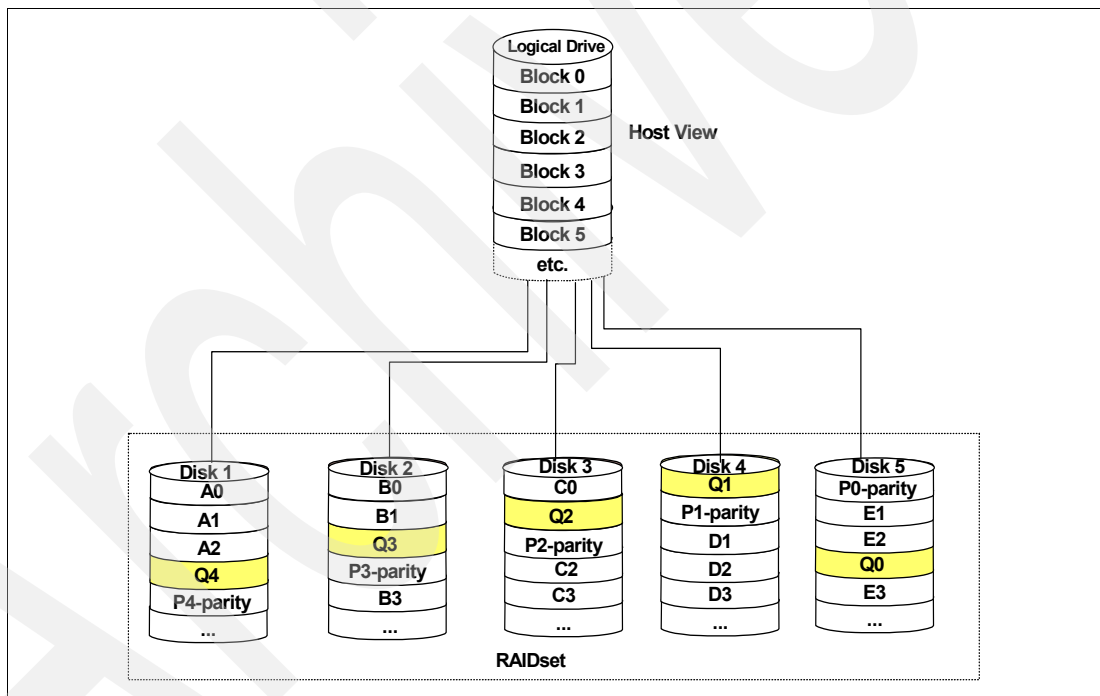 Logical Drive
Block 0
Block 1
Block 2
Host View
Block 3
Block 4
Block 5
etc.
Disk 1
A0
A1
A2
Q4
P4-parity
...
Disk 2
B0
B1
Q3
P3-parity
B3
...
Disk 3
C0
Q2
P2-parity
C2
C3
...
Disk 4
Q1
P1-parity
D1
D2
D3
...
Disk 5
P0-parity
E1
E2
Q0
E3
...
RAIDset